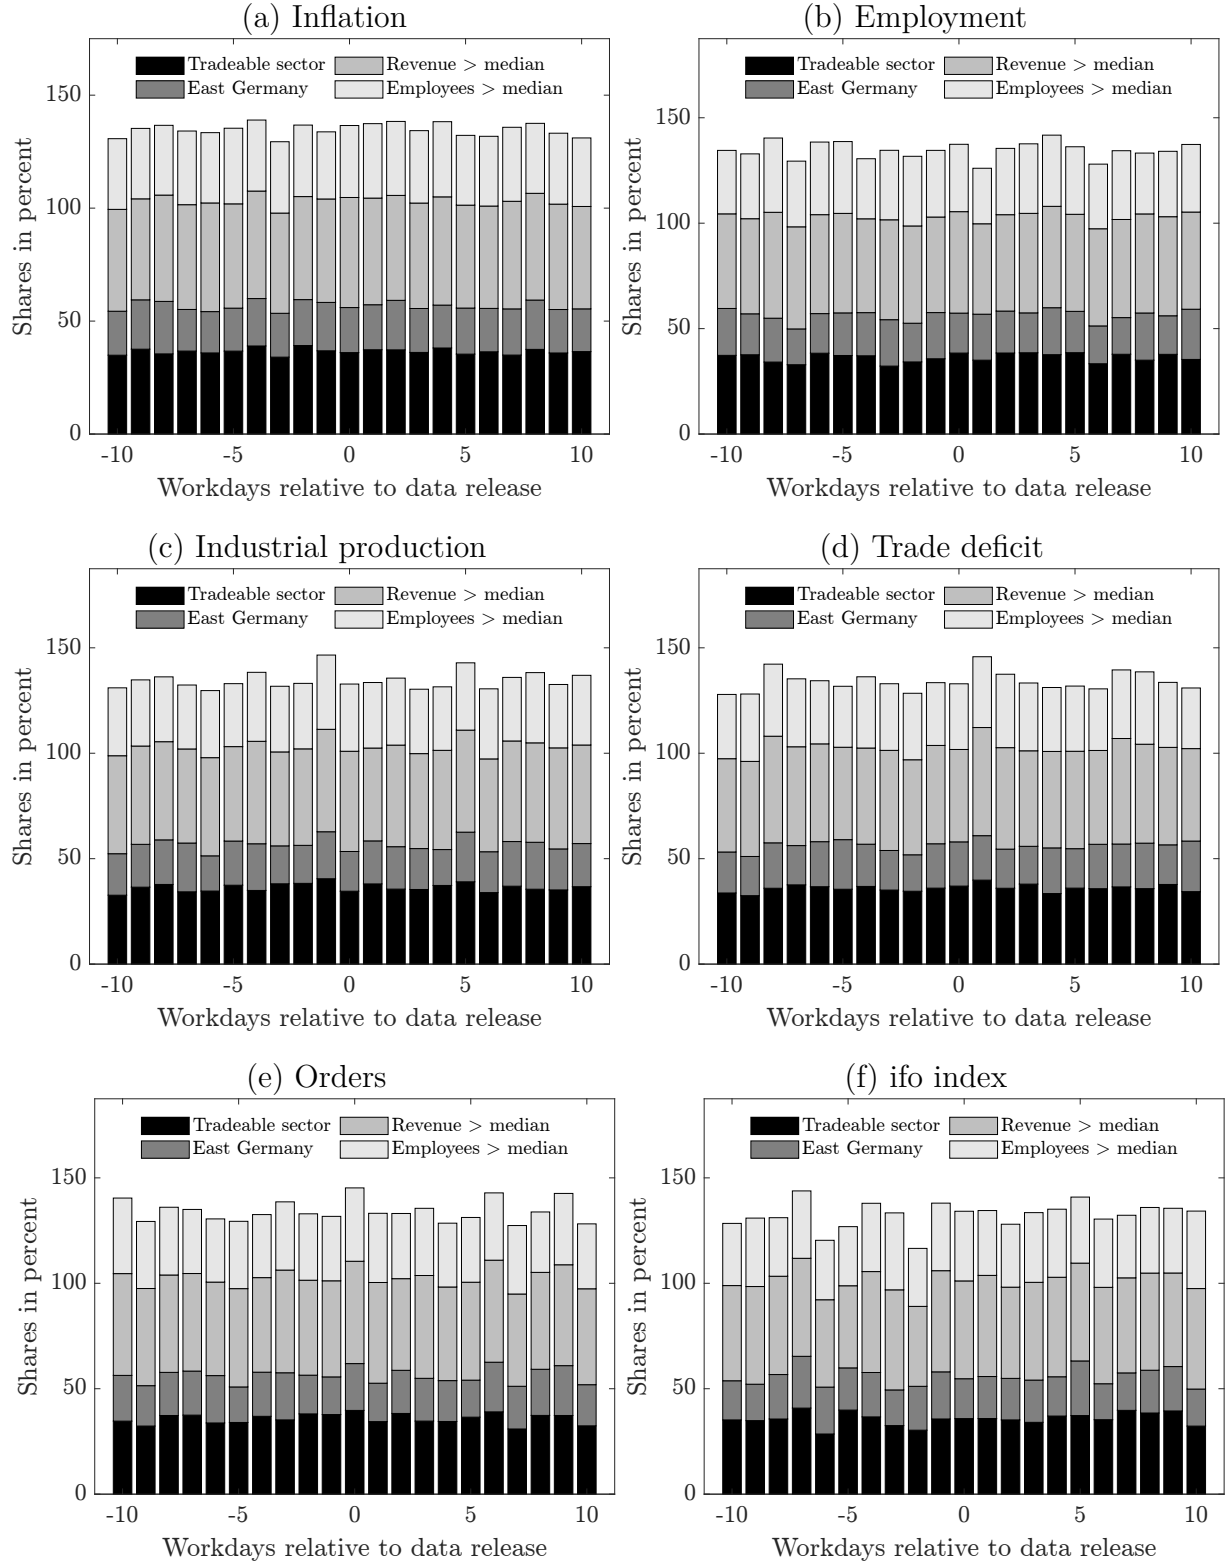 (a) Inflation
Tradeable sector
East Germany
Revenue > median
Employees > median
150
100
50
0
Shares in percent
-10 -5 0 5 10
Workdays relative to data release
(b) Employment
Tradeable sector
East Germany
Revenue > median
Employees > median
150
100
50
0
Shares in percent
-10 -5 0 5 10
Workdays relative to data release
(c) Industrial production
Tradeable sector
East Germany
Revenue > median
Employees > median
150
100
50
0
Shares in percent
-10 -5 0 5 10
Workdays relative to data release
(d) Trade deficit
Tradeable sector
East Germany
Revenue > median
Employees > median
150
100
50
0
Shares in percent
-10 -5 0 5 10
Workdays relative to data release
(e) Orders
Tradeable sector
East Germany
Revenue > median
Employees > median
150
100
50
0
Shares in percent
-10 -5 0 5 10
Workdays relative to data release
(f) ifo index
Tradeable sector
East Germany
Revenue > median
Employees > median
150
100
50
0
Shares in percent
-10 -5 0 5 10
Workdays relative to data release